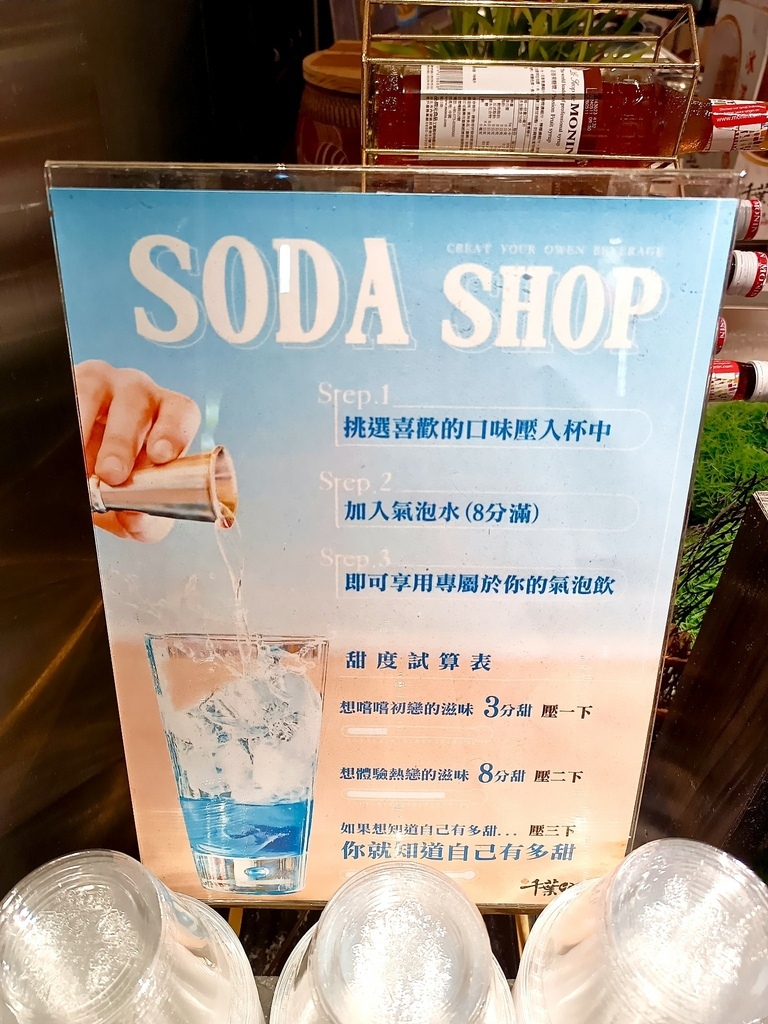 MONIN
SODA SHOP
CREAT YOUR OWEN BEVERAGE
Step.1
挑選喜歡的口味壓入杯中
Step.2
加入氣泡水(8分滿)
Step.3
即可享用專屬於你的氣泡飲
甜度試算表
想嚐嚐初戀的滋味 3分甜 壓一下
想體驗熱戀的滋味 8分甜 壓二下
如果想知道自己有多甜... 壓三下
你就知道自己有多甜
千葉